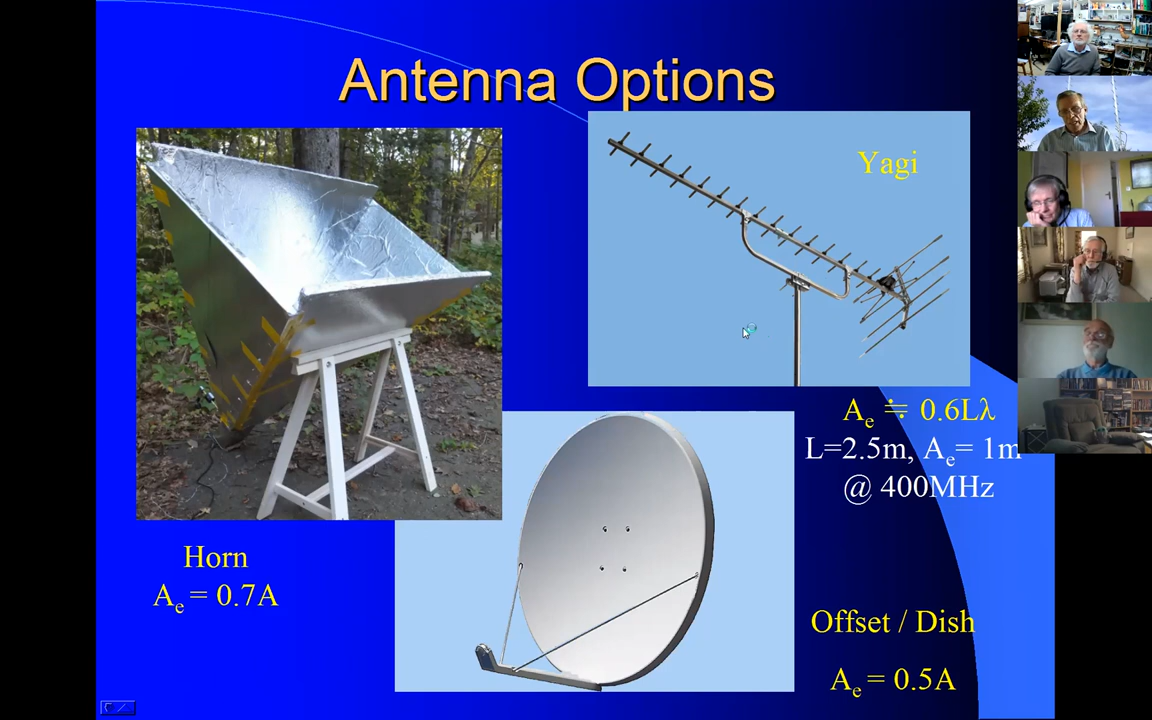 Antenna Options
Yagi
Aₑ ≒ 0.6Lλ
L=2.5m, Aₑ= 1m
@ 400MHz
Horn
Aₑ = 0.7A
Offset / Dish
Aₑ = 0.5A